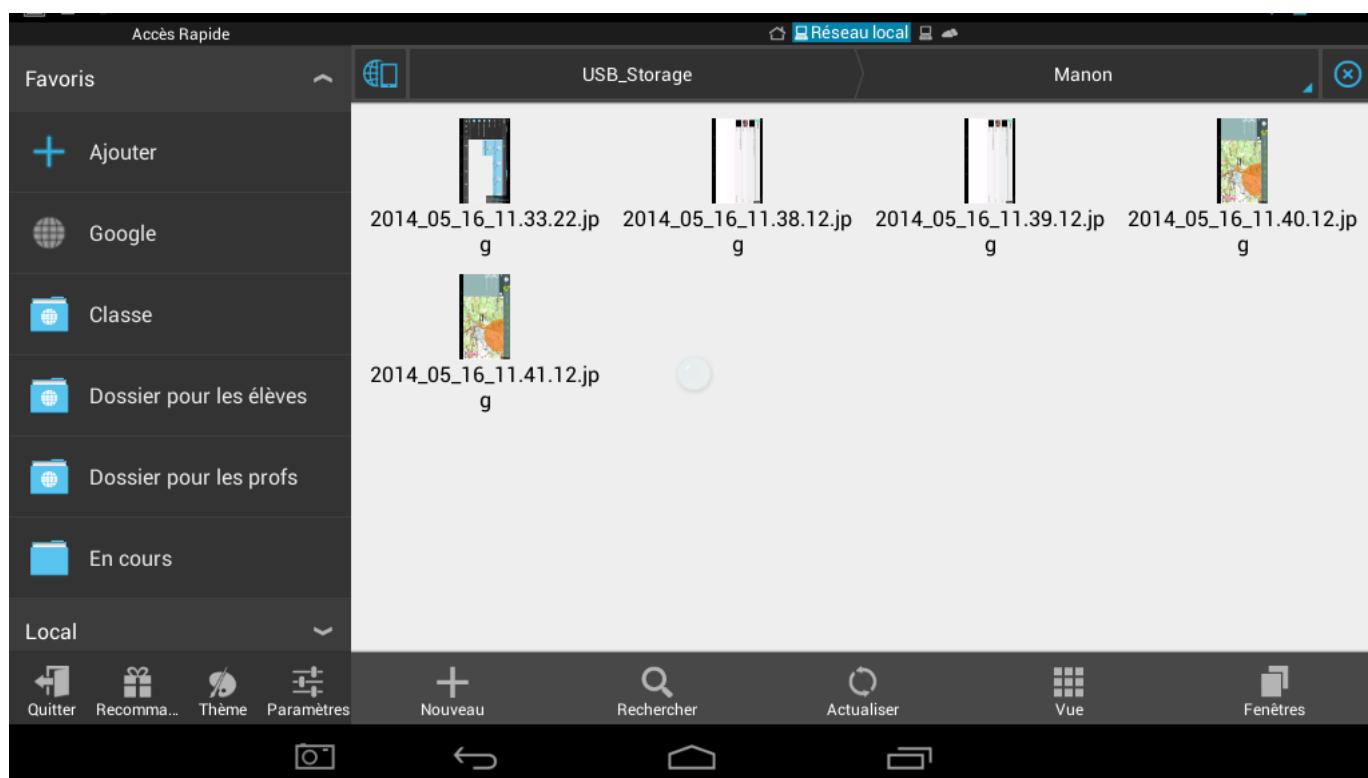 Accès Rapide
Réseau local
Favoris
USB_Storage
Manon
Ajouter
Google
Classe
Dossier pour les élèves
Dossier pour les profs
En cours
Local
2014_05_16_11.33.22.jp
g
2014_05_16_11.38.12.jp
g
2014_05_16_11.39.12.jp
g
2014_05_16_11.40.12.jp
g
2014_05_16_11.41.12.jp
g
Quitter
Recomma...
Thème
Paramètres
Nouveau
Rechercher
Actualiser
Vue
Fenêtres